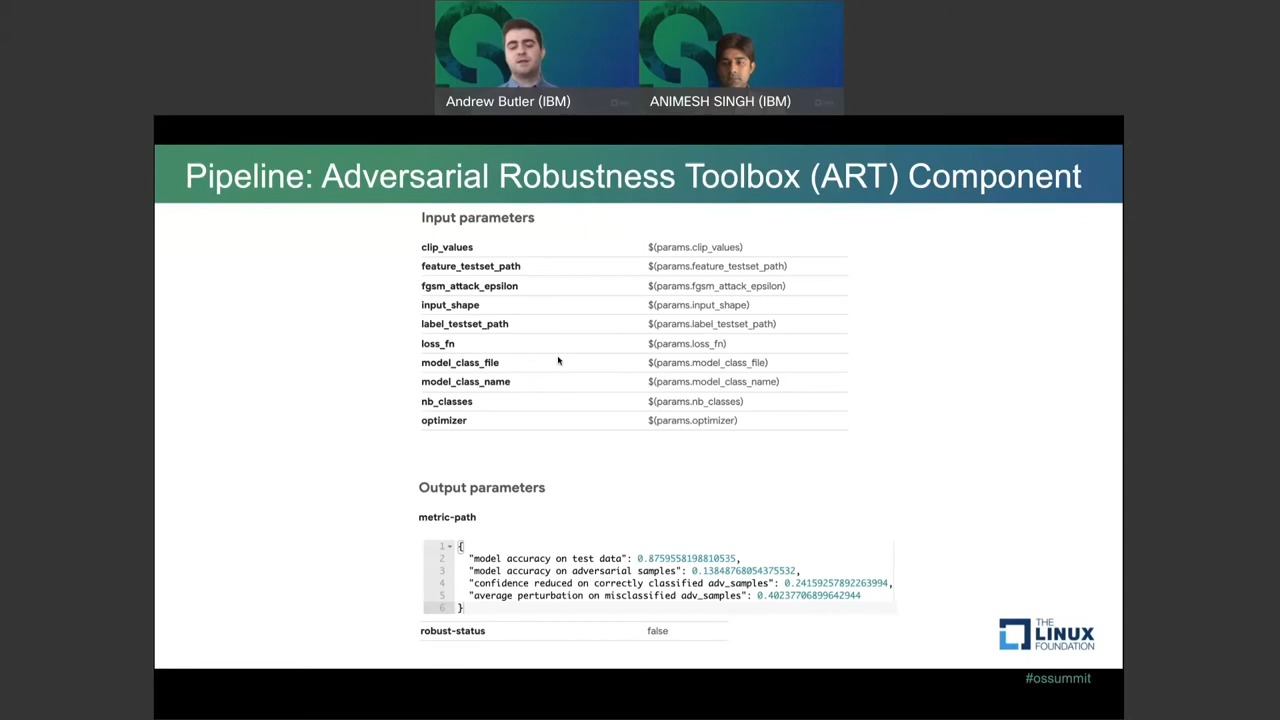 Andrew Butler (IBM)
ANIMESH SINGH (IBM)
Pipeline: Adversarial Robustness Toolbox (ART) Component
Input parameters
clip_values $(params.clip_values)
feature_testset_path $(params.feature_testset_path)
fgsm_attack_epsilon $(params.fgsm_attack_epsilon)
input_shape $(params.input_shape)
label_testset_path $(params.label_testset_path)
loss_fn $(params.loss_fn)
model_class_file $(params.model_class_file)
model_class_name $(params.model_class_name)
nb_classes $(params.nb_classes)
optimizer $(params.optimizer)
Output parameters
metric-path
1 {
2 "model accuracy on test data": 0.8759558198810535,
3 "model accuracy on adversarial samples": 0.13848768054375532,
4 "confidence reduced on correctly classified adv_samples": 0.24159257892263994,
5 "average perturbation on misclassified adv_samples": 0.40237706899642944
6 }
robust-status false
THE
LINUX
FOUNDATION
#ossummit